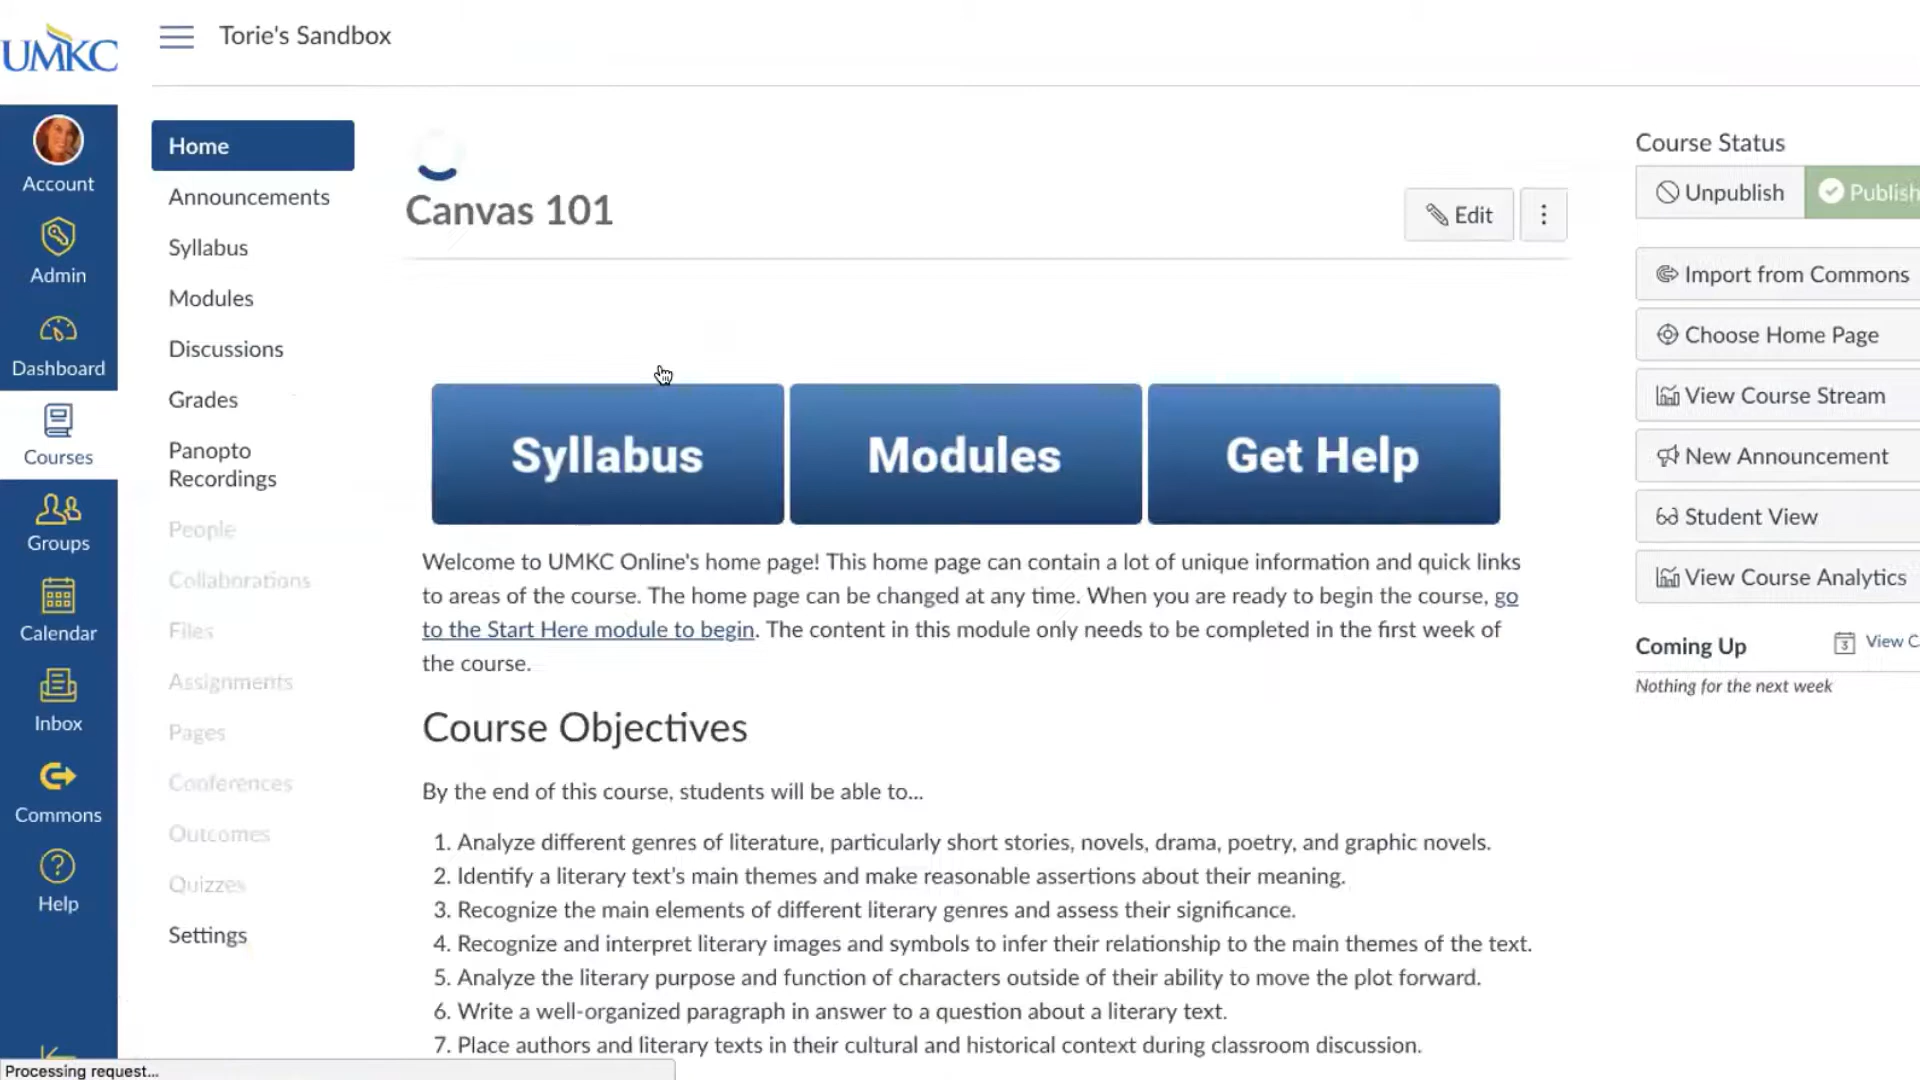 UMKC
Torie's Sandbox
Account
Admin
Dashboard
Courses
Groups
Calendar
Inbox
Commons
Help
Home
Announcements
Syllabus
Modules
Discussions
Grades
Panopto
Recordings
People
Collaborations
Files
Assignments
Pages
Conferences
Outcomes
Quizzes
Settings
Canvas 101
Edit
Syllabus
Modules
Get Help
Welcome to UMKC Online's home page! This home page can contain a lot of unique information and quick links
to areas of the course. The home page can be changed at any time. When you are ready to begin the course, go
to the Start Here module to begin. The content in this module only needs to be completed in the first week of
the course.
Course Objectives
By the end of this course, students will be able to...
1. Analyze different genres of literature, particularly short stories, novels, drama, poetry, and graphic novels.
2. Identify a literary text's main themes and make reasonable assertions about their meaning.
3. Recognize the main elements of different literary genres and assess their significance.
4. Recognize and interpret literary images and symbols to infer their relationship to the main themes of the text.
5. Analyze the literary purpose and function of characters outside of their ability to move the plot forward.
6. Write a well-organized paragraph in answer to a question about a literary text.
7. Place authors and literary texts in their cultural and historical context during classroom discussion.
Course Status
Unpublish
Publish
Import from Commons
Choose Home Page
View Course Stream
New Announcement
Student View
View Course Analytics
Coming Up
3 View C
Nothing for the next week
Processing request...